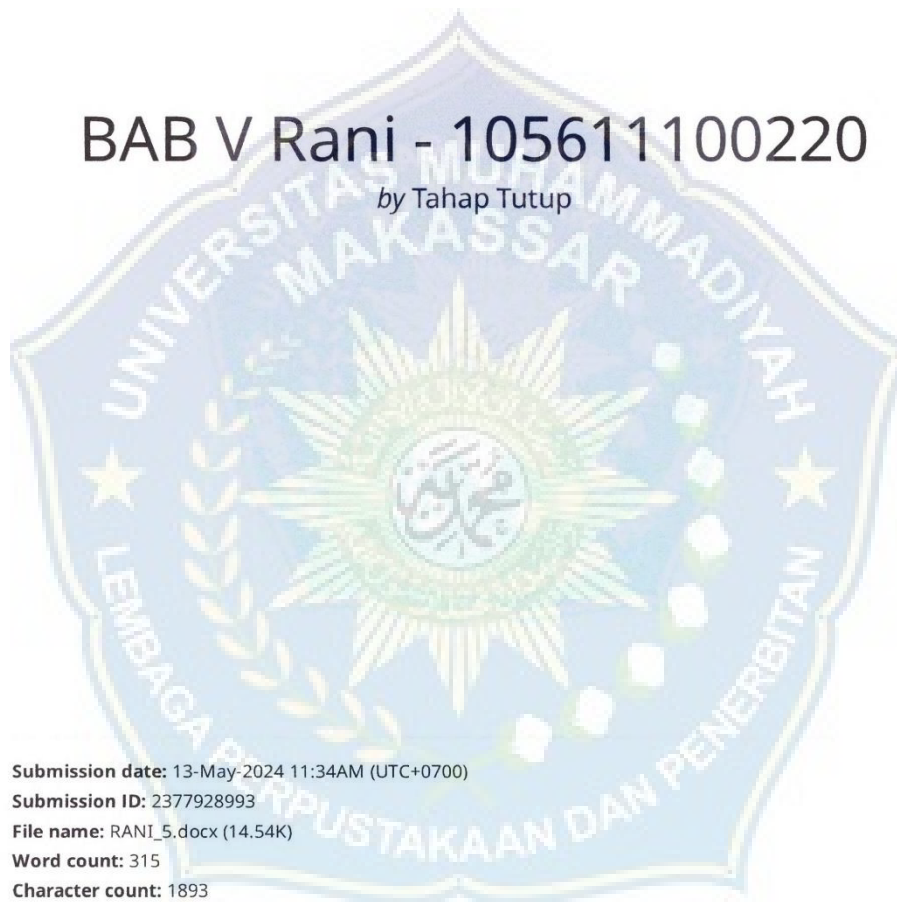 BAB V Rani - 105611100220
by Tahap Tutup
UNIVERSITAS MUHAMMADIYAH
MAKASSAR
محمد
LEMBAGA PERPUSTAKAAN DAN PENERBITAN
Submission date: 13-May-2024 11:34AM (UTC+0700)
Submission ID: 2377928993
File name: RANI_5.docx (14.54K)
Word count: 315
Character count: 1893